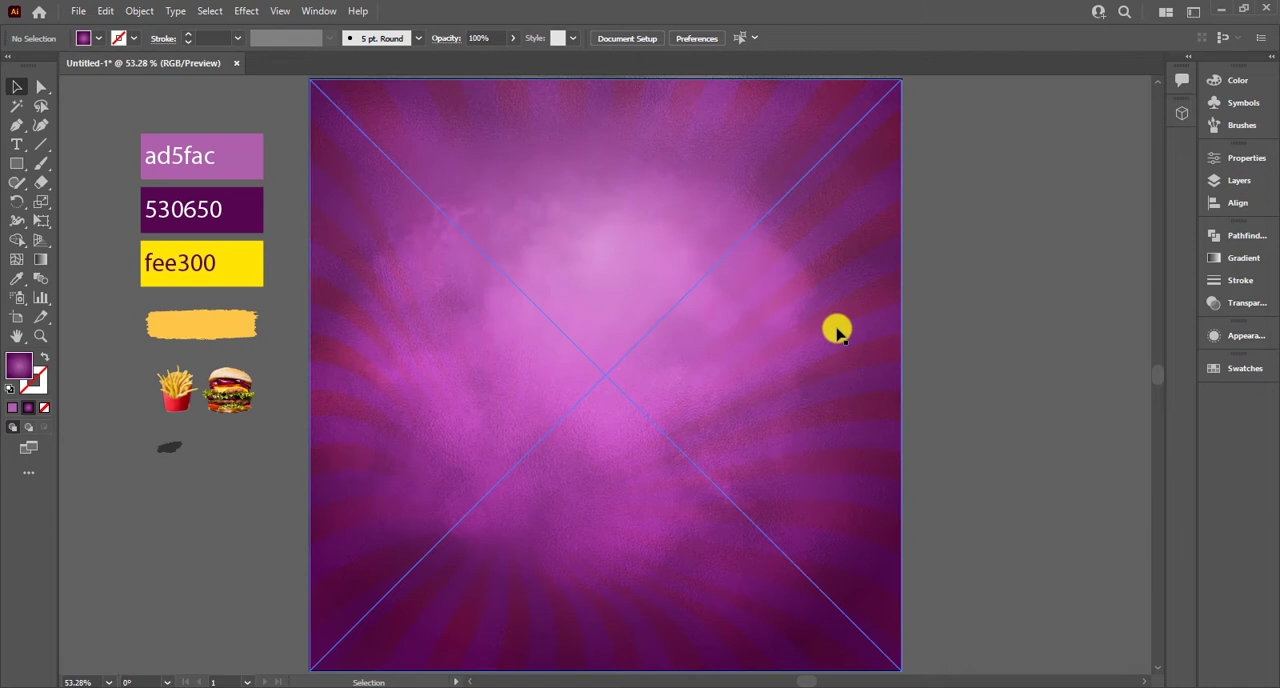 Ai File Edit Object Type Select Effect View Window Help
No Selection Stroke: 5 pt. Round Opacity: 100% Style: Document Setup Preferences
Untitled-1* @ 53.28 % (RGB/Preview) ×
ad5fac
530650
fee300
Color
Symbols
Brushes
Properties
Layers
Align
Pathfind...
Gradient
Stroke
Transpar...
Appeara...
Swatches
53.28% 0° 1 Selection